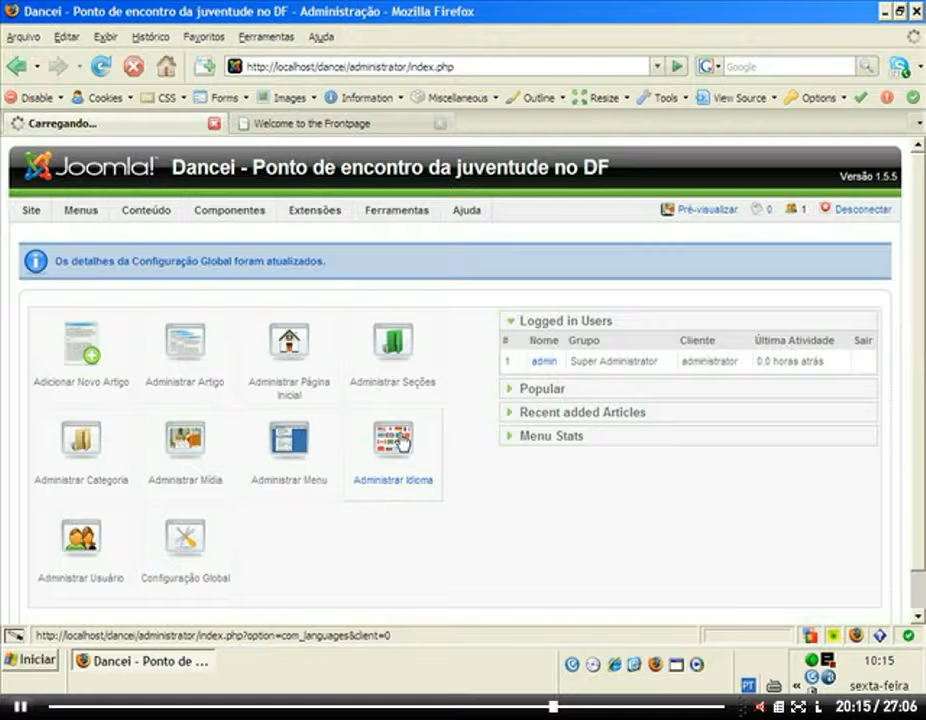 Dancei - Ponto de encontro da juventude no DF - Administração - Mozilla Firefox
Arquivo Editar Exibir Histórico Favoritos Ferramentas Ajuda
http://localhost/dancei/administrator/index.php
Google
Disable Cookies CSS Forms Images Information Miscellaneous Outline Resize Tools View Source Options
Carregando... Welcome to the Frontpage
Joomla! Dancei - Ponto de encontro da juventude no DF
Versão 1.5.5
Site Menus Conteúdo Componentes Extensões Ferramentas Ajuda Pré-visualizar 0 1 Desconectar
Os detalhes da Configuração Global foram atualizados.
Adicionar Novo Artigo
Administrar Artigo
Administrar Página
Inicial
Administrar Seções
Administrar Categoria
Administrar Mídia
Administrar Menu
Administrar Idioma
Administrar Usuário
Configuração Global
Logged in Users
# Nome Grupo Cliente Última Atividade Sair
1 admin Super Administrator administrator 0.0 horas atrás
Popular
Recent added Articles
Menu Stats
http://localhost/dancei/administrator/index.php?option=com_languages&client=0
Iniciar Dancei - Ponto de ...
PT
10:15
sexta-feira
20:15 / 27:06